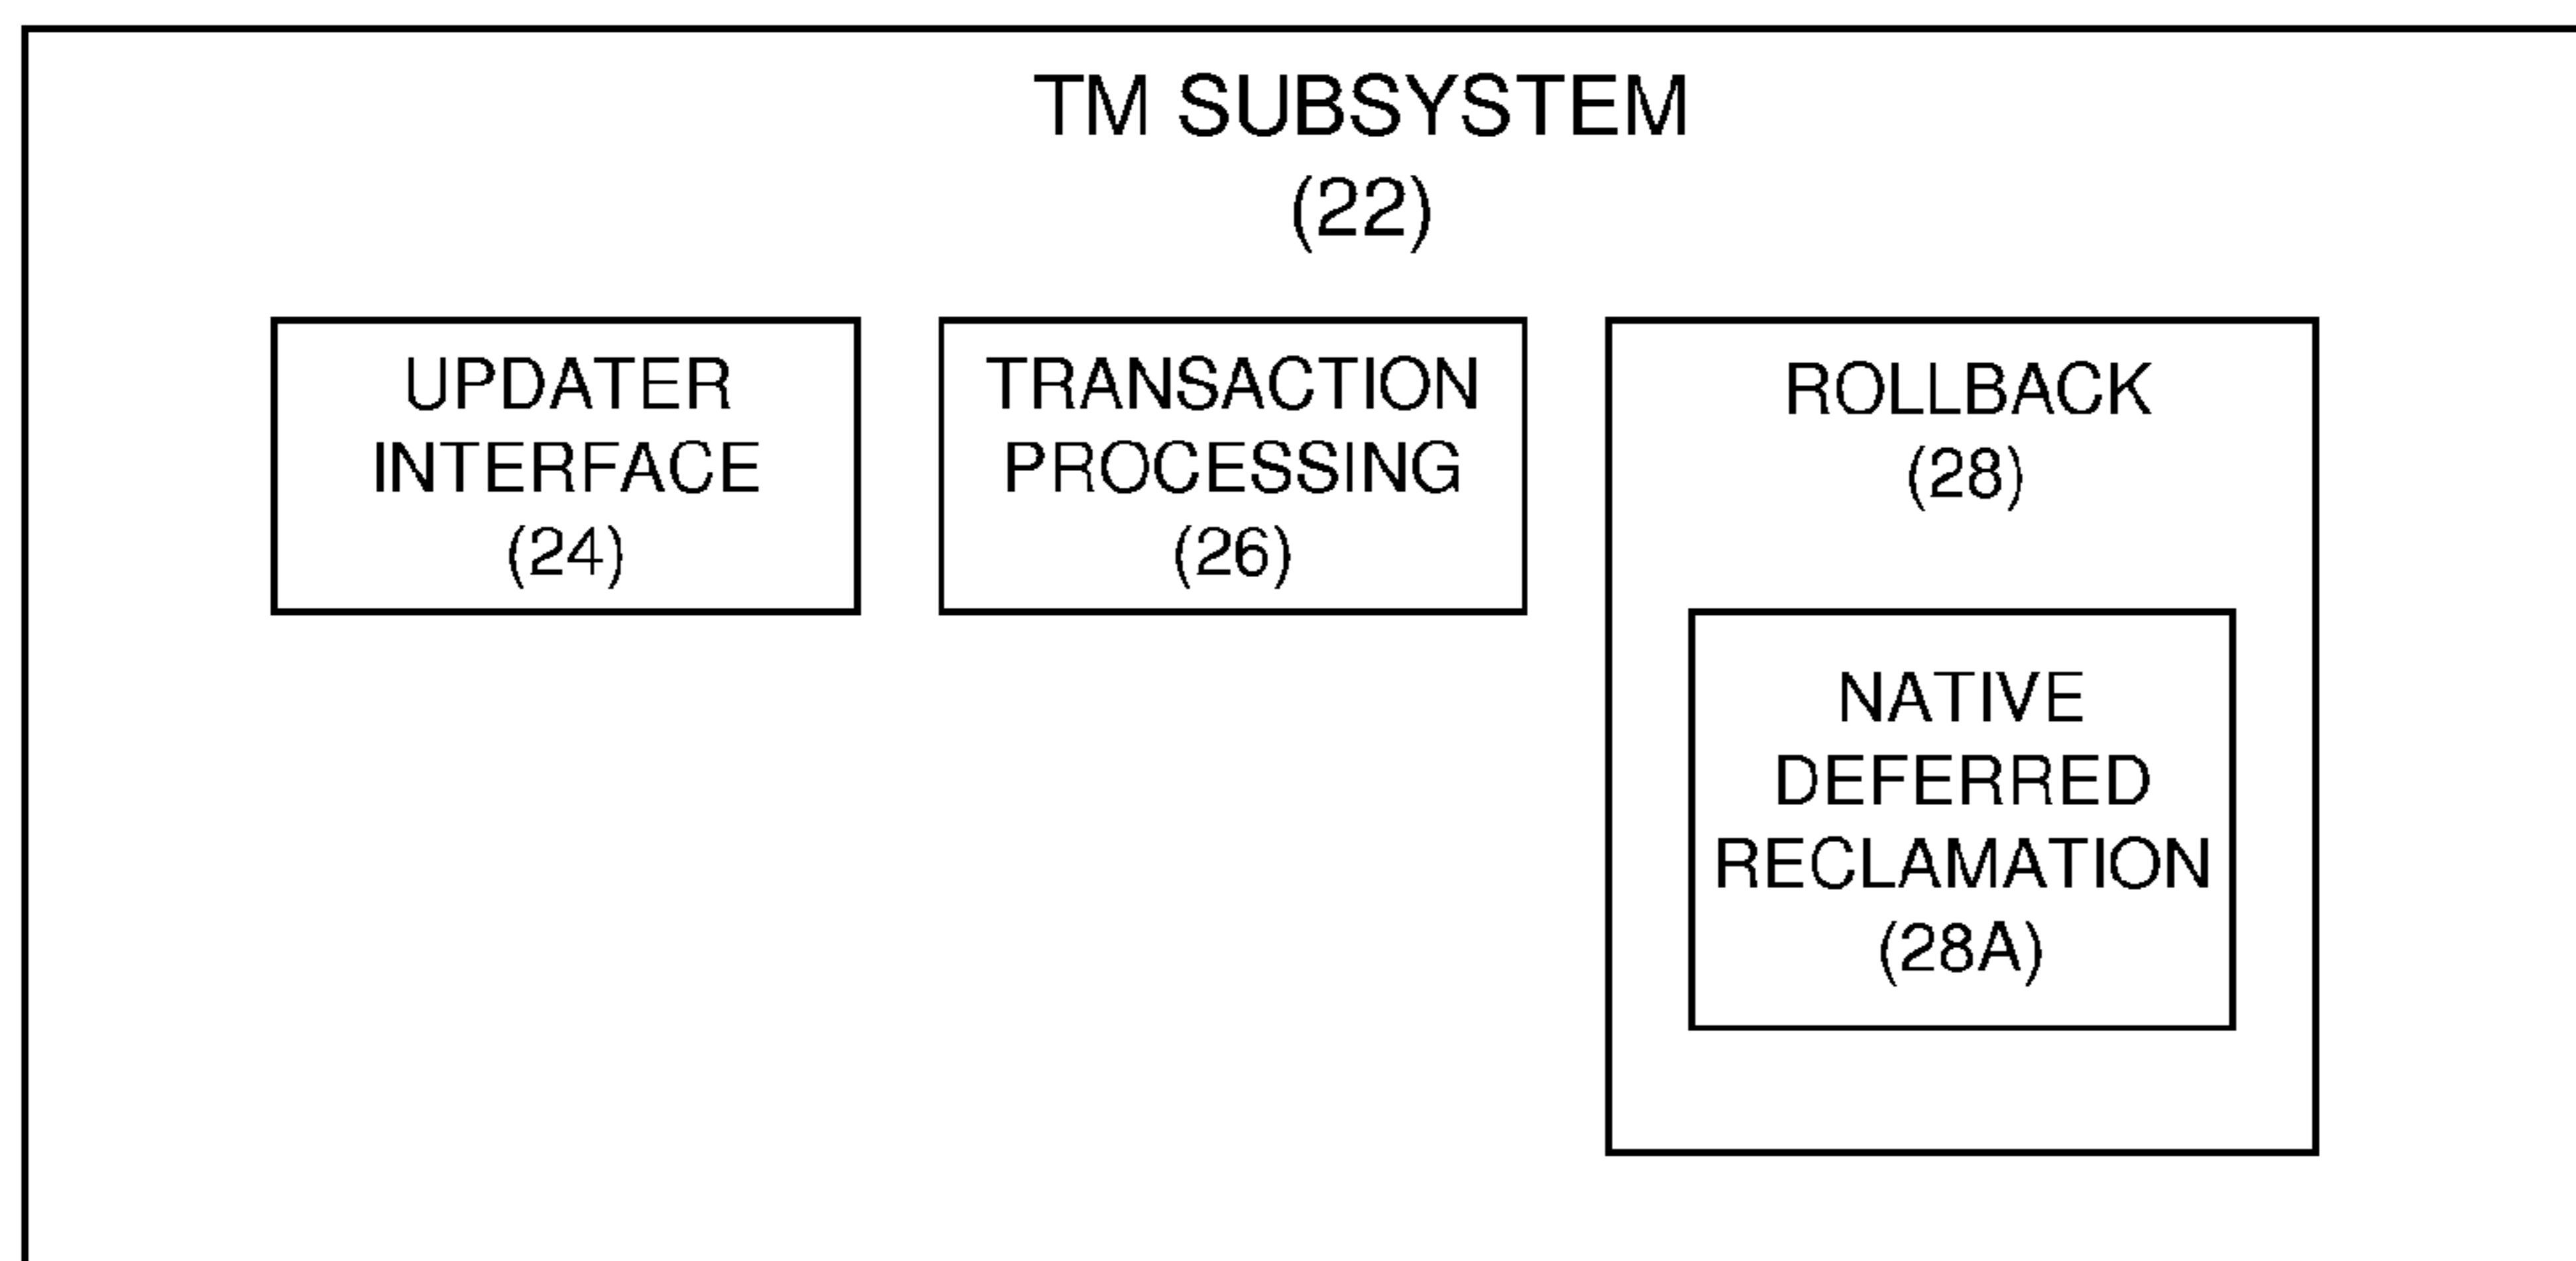 TM SUBSYSTEM
(22)
UPDATER
INTERFACE
(24)
TRANSACTION
PROCESSING
(26)
ROLLBACK
(28)
NATIVE
DEFERRED
RECLAMATION
(28A)